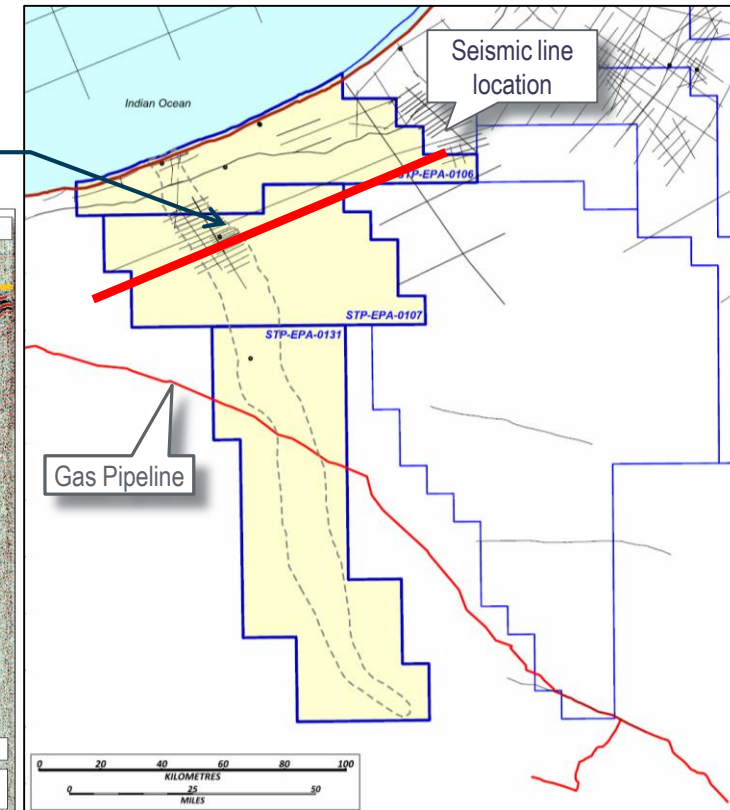 Seismic line
location
Indian Ocean
STP-EPA-0106
STP-EPA-0107
STP-EPA-0131
Gas Pipeline
0 20 40 60 80 100
KILOMETRES
0 25 50
MILES